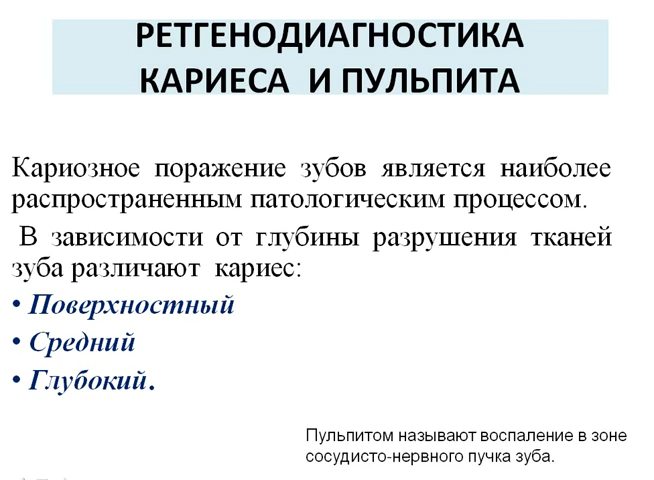 РЕТГЕНОДИАГНОСТИКА
КАРИЕСА И ПУЛЬПИТА
Кариозное поражение зубов является наиболее
распространенным патологическим процессом.
В зависимости от глубины разрушения тканей
зуба различают кариес:
• Поверхностный
• Средний
• Глубокий.
Пульпитом называют воспаление в зоне
сосудисто-нервного пучка зуба.